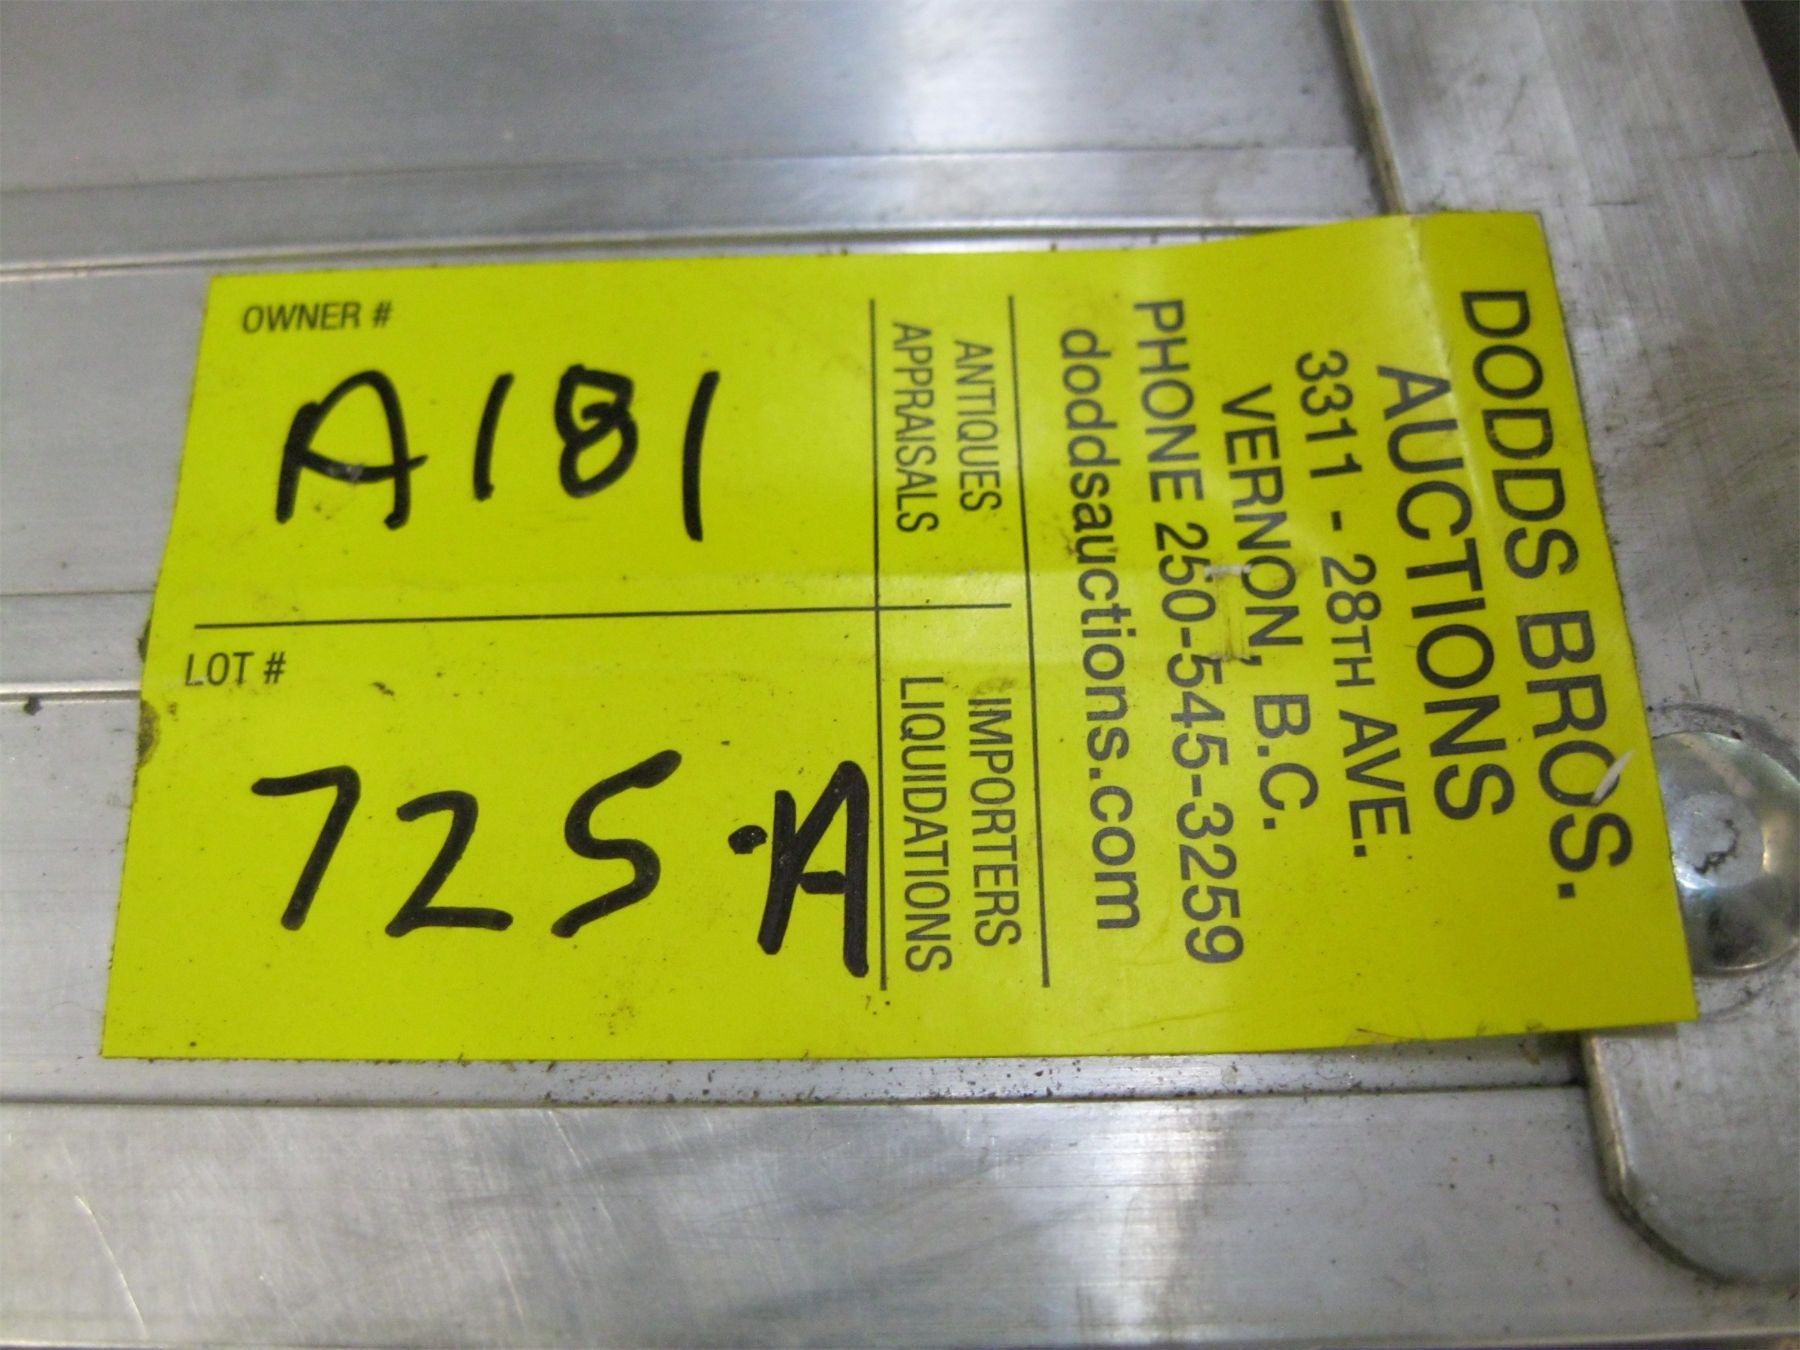 DODDS BROS.
AUCTIONS
3311 - 28TH AVE.
VERNON, B.C.
PHONE 250-545-3259
doddsauctions.com
ANTIQUES
APPRAISALS
IMPORTERS
LIQUIDATIONS
OWNER #
A181
LOT #
725·A